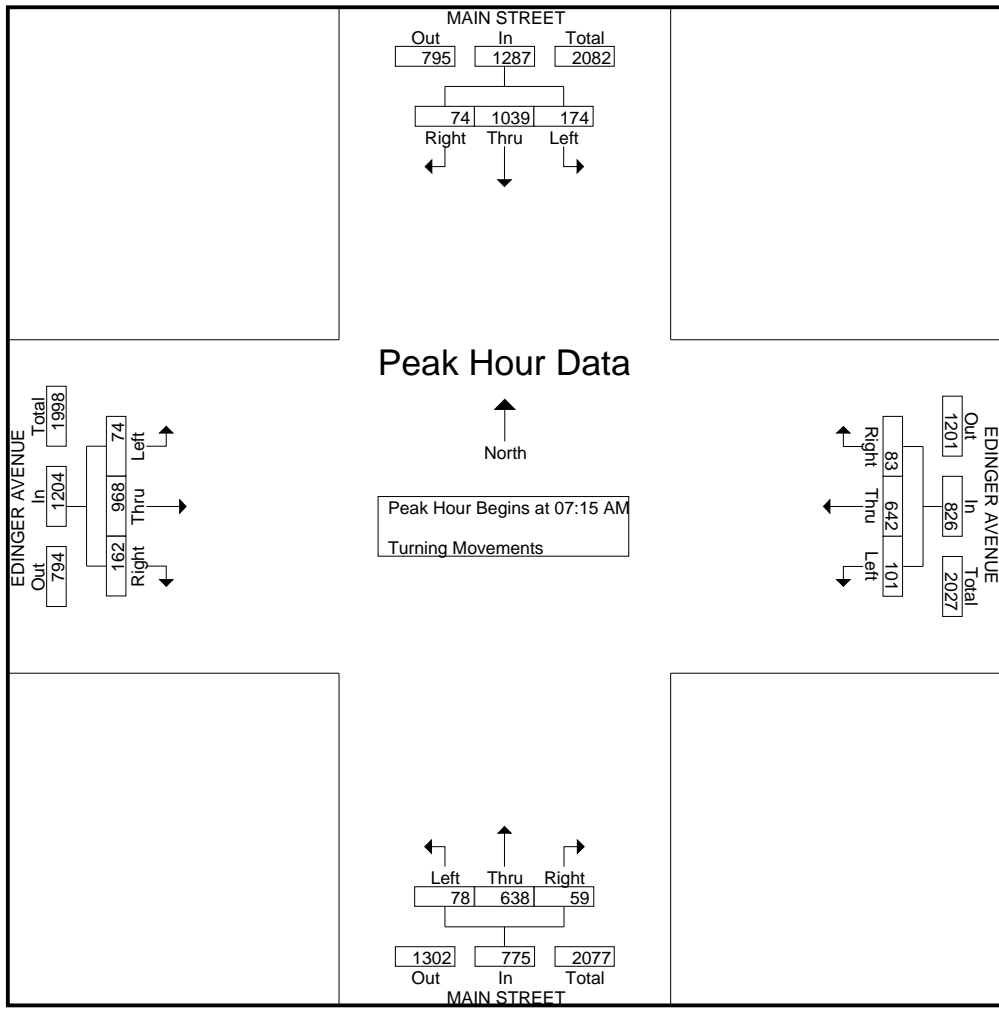 MAIN STREET
Out In Total
795 1287 2082
74 1039 174
Right Thru Left
Peak Hour Data
North
Peak Hour Begins at 07:15 AM
Turning Movements
EDINGER AVENUE
Total In Out
1998 1204 794
74 968 162
Left Thru Right
EDINGER AVENUE
Out In Total
1201 826 2027
83 642 101
Right Thru Left
Left Thru Right
78 638 59
1302 775 2077
Out In Total
MAIN STREET